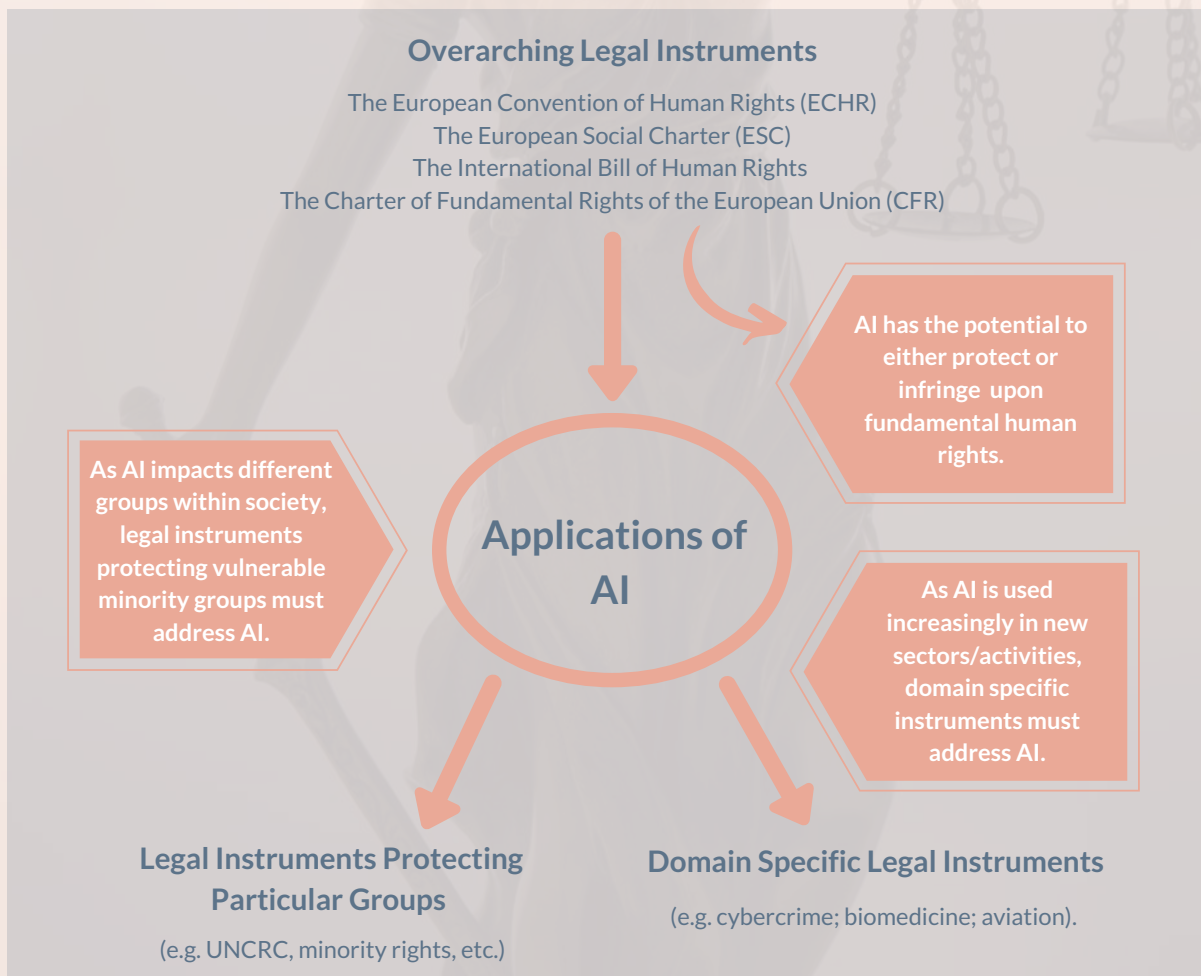 Overarching Legal Instruments
The European Convention of Human Rights (ECHR)
The European Social Charter (ESC)
The International Bill of Human Rights
The Charter of Fundamental Rights of the European Union (CFR)
AI has the potential to
either protect or
infringe upon
fundamental human
rights.
As AI impacts different
groups within society,
legal instruments
protecting vulnerable
minority groups must
address AI.
Applications of
AI
As AI is used
increasingly in new
sectors/activities,
domain specific
instruments must
address AI.
Legal Instruments Protecting
Particular Groups
(e.g. UNCRC, minority rights, etc.)
Domain Specific Legal Instruments
(e.g. cybercrime; biomedicine; aviation).